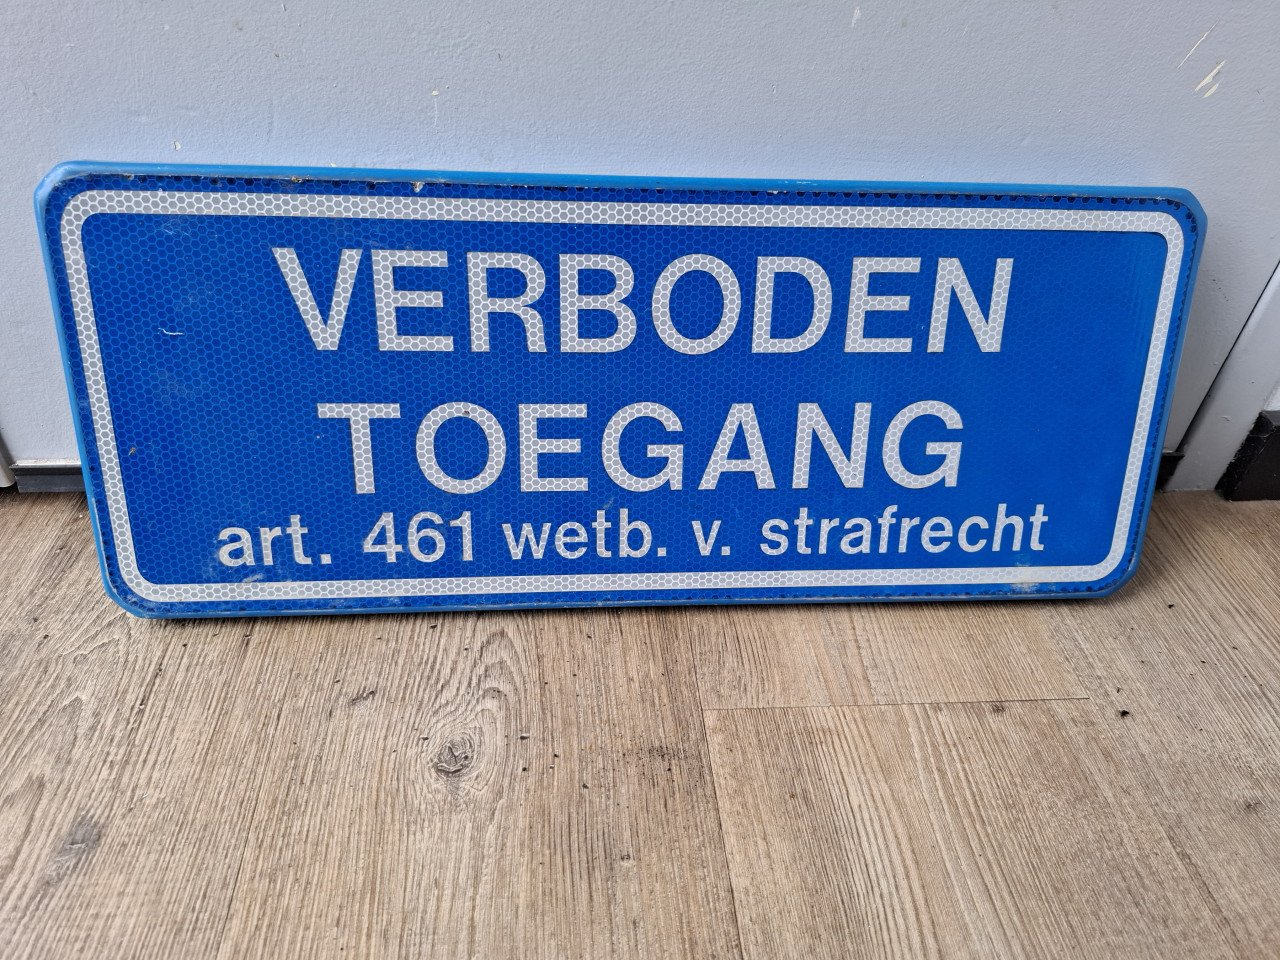 VERBODEN
TOEGANG
art. 461 wetb. v. strafrecht